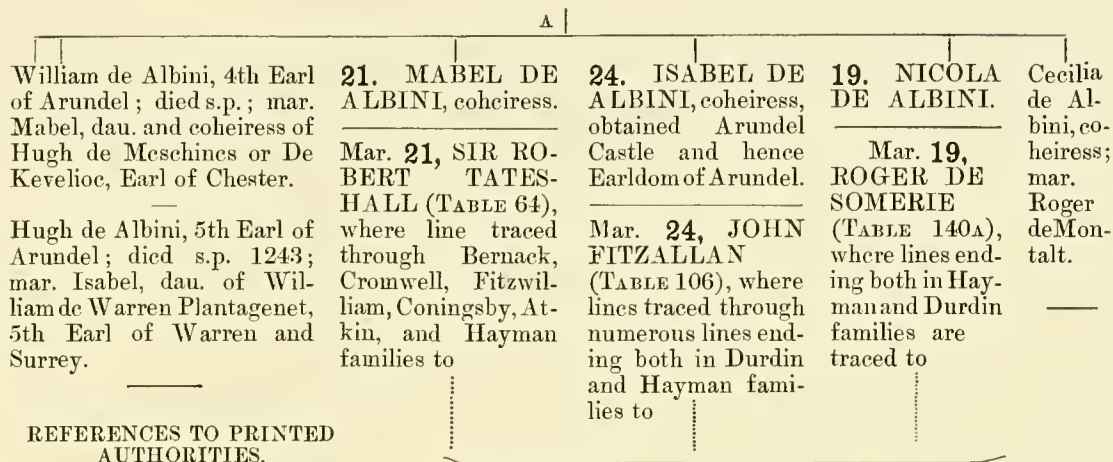 A
William de Albini, 4th Earl
of Arundel; died s.p.; mar.
Mabel, dau. and coheiress of
Hugh de Meschines or De
Kevelioc, Earl of Chester.
Hugh de Albini, 5th Earl of
Arundel; died s.p. 1243;
mar. Isabel, dau. of Wil-
liam de Warren Plantagenet,
5th Earl of Warren and
Surrey.
REFERENCES TO PRINTED
AUTHORITIES.
21. MABEL DE
ALBINI, coheiress.
Mar. 21, SIR RO-
BERT TATES-
HALL (TABLE 64),
where line traced
through Bernack,
Cromwell, Fitzwil-
liam, Coningsby, At-
kin, and Hayman
families to
24. ISABEL DE
ALBINI, coheiress,
obtained Arundel
Castle and hence
Earldom of Arundel.
Mar. 24, JOHN
FITZALLAN
(TABLE 106), where
lines traced through
numerous lines end-
ing both in Durdin
and Hayman fami-
lies to
19. NICOLA
DE ALBINI.
Mar. 19,
ROGER DE
SOMERIE
(TABLE 140A),
where lines end-
ing both in Hay-
man and Durdin
families are
traced to
Cecilia
de Al-
bini, co-
heiress;
mar.
Roger
de Mon-
talt.